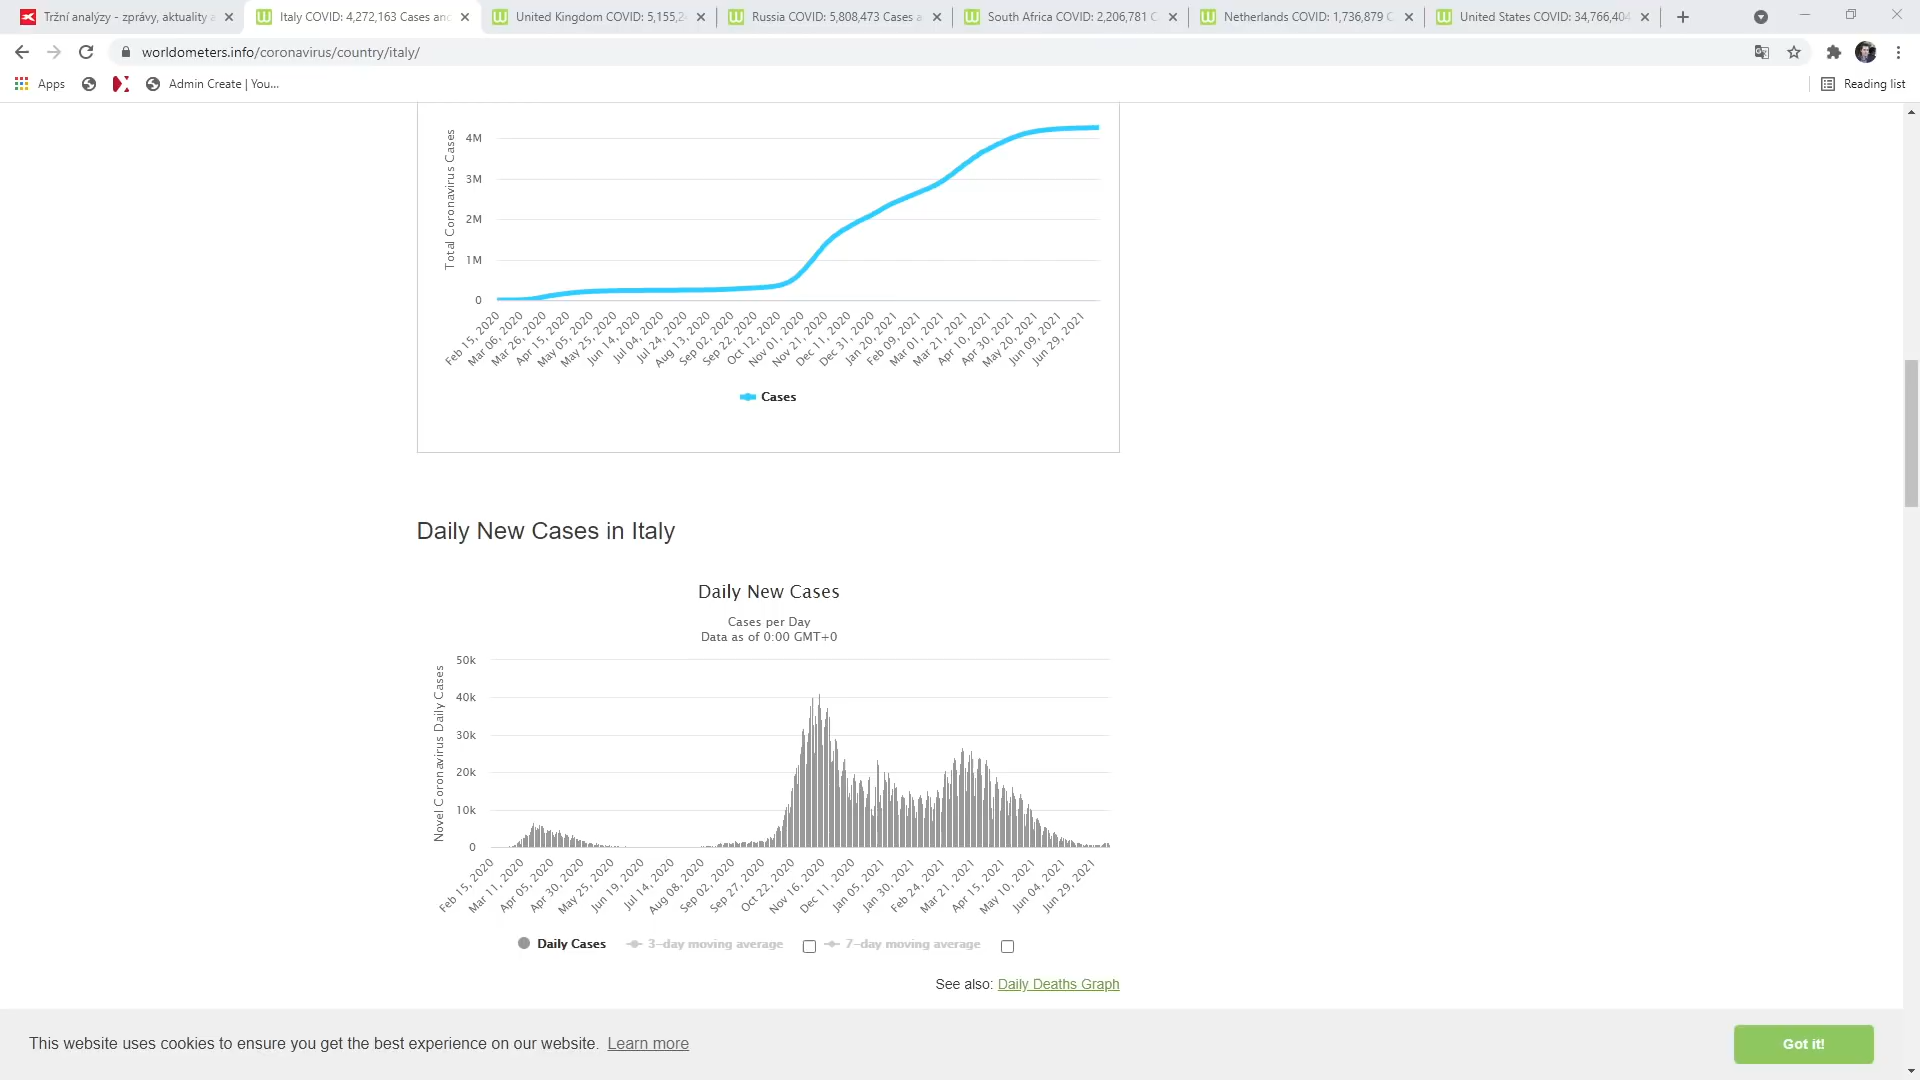 Tržní analýzy - zprávy, aktuality a
Italy COVID: 4,272,163 Cases and
United Kingdom COVID: 5,155,2
Russia COVID: 5,808,473 Cases a
South Africa COVID: 2,206,781 C
Netherlands COVID: 1,736,879 C
United States COVID: 34,766,404
worldometers.info/coronavirus/country/italy/
Apps
Admin Create | You...
Reading list
Total Coronavirus Cases
4M
3M
2M
1M
0
Feb 15, 2020
Mar 06, 2020
Mar 26, 2020
Apr 15, 2020
May 05, 2020
May 25, 2020
Jun 14, 2020
Jul 04, 2020
Jul 24, 2020
Aug 13, 2020
Sep 02, 2020
Sep 22, 2020
Oct 12, 2020
Nov 01, 2020
Nov 21, 2020
Dec 11, 2020
Dec 31, 2020
Jan 20, 2021
Feb 09, 2021
Mar 01, 2021
Mar 21, 2021
Apr 10, 2021
Apr 30, 2021
May 20, 2021
Jun 09, 2021
Jun 29, 2021
Cases
Daily New Cases in Italy
Daily New Cases
Cases per Day
Data as of 0:00 GMT+0
Novel Coronavirus Daily Cases
50k
40k
30k
20k
10k
0
Feb 15, 2020
Mar 11, 2020
Apr 05, 2020
Apr 30, 2020
May 25, 2020
Jun 19, 2020
Jul 14, 2020
Aug 08, 2020
Sep 02, 2020
Sep 27, 2020
Oct 22, 2020
Nov 16, 2020
Dec 11, 2020
Jan 05, 2021
Jan 30, 2021
Feb 24, 2021
Mar 21, 2021
Apr 15, 2021
May 10, 2021
Jun 04, 2021
Jun 29, 2021
Daily Cases
3-day moving average
7-day moving average
See also: Daily Deaths Graph
This website uses cookies to ensure you get the best experience on our website. Learn more
Got it!